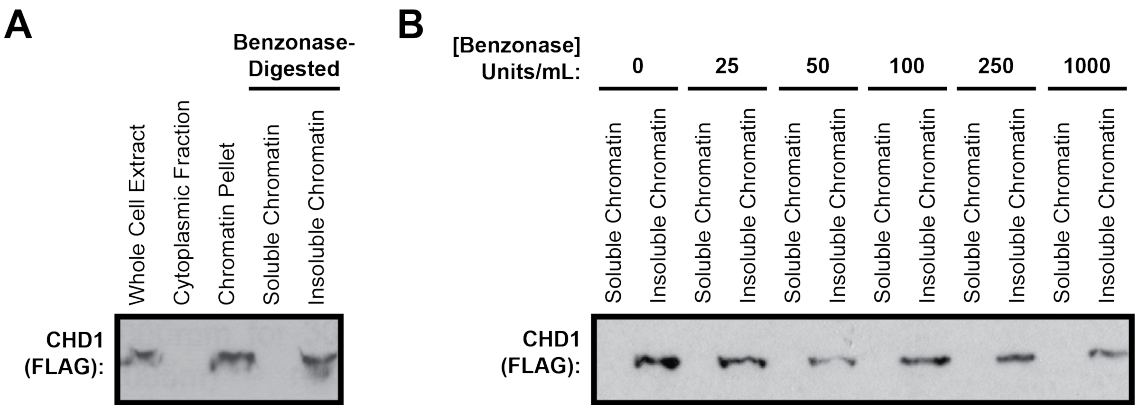 A
Benzonase-
Digested
Whole Cell Extract
Cytoplasmic Fraction
Chromatin Pellet
Soluble Chromatin
Insoluble Chromatin
CHD1
(FLAG):
B
[Benzonase]
Units/mL:
0
25
50
100
250
1000
Soluble Chromatin
Insoluble Chromatin
Soluble Chromatin
Insoluble Chromatin
Soluble Chromatin
Insoluble Chromatin
Soluble Chromatin
Insoluble Chromatin
Soluble Chromatin
Insoluble Chromatin
Soluble Chromatin
Insoluble Chromatin
CHD1
(FLAG):